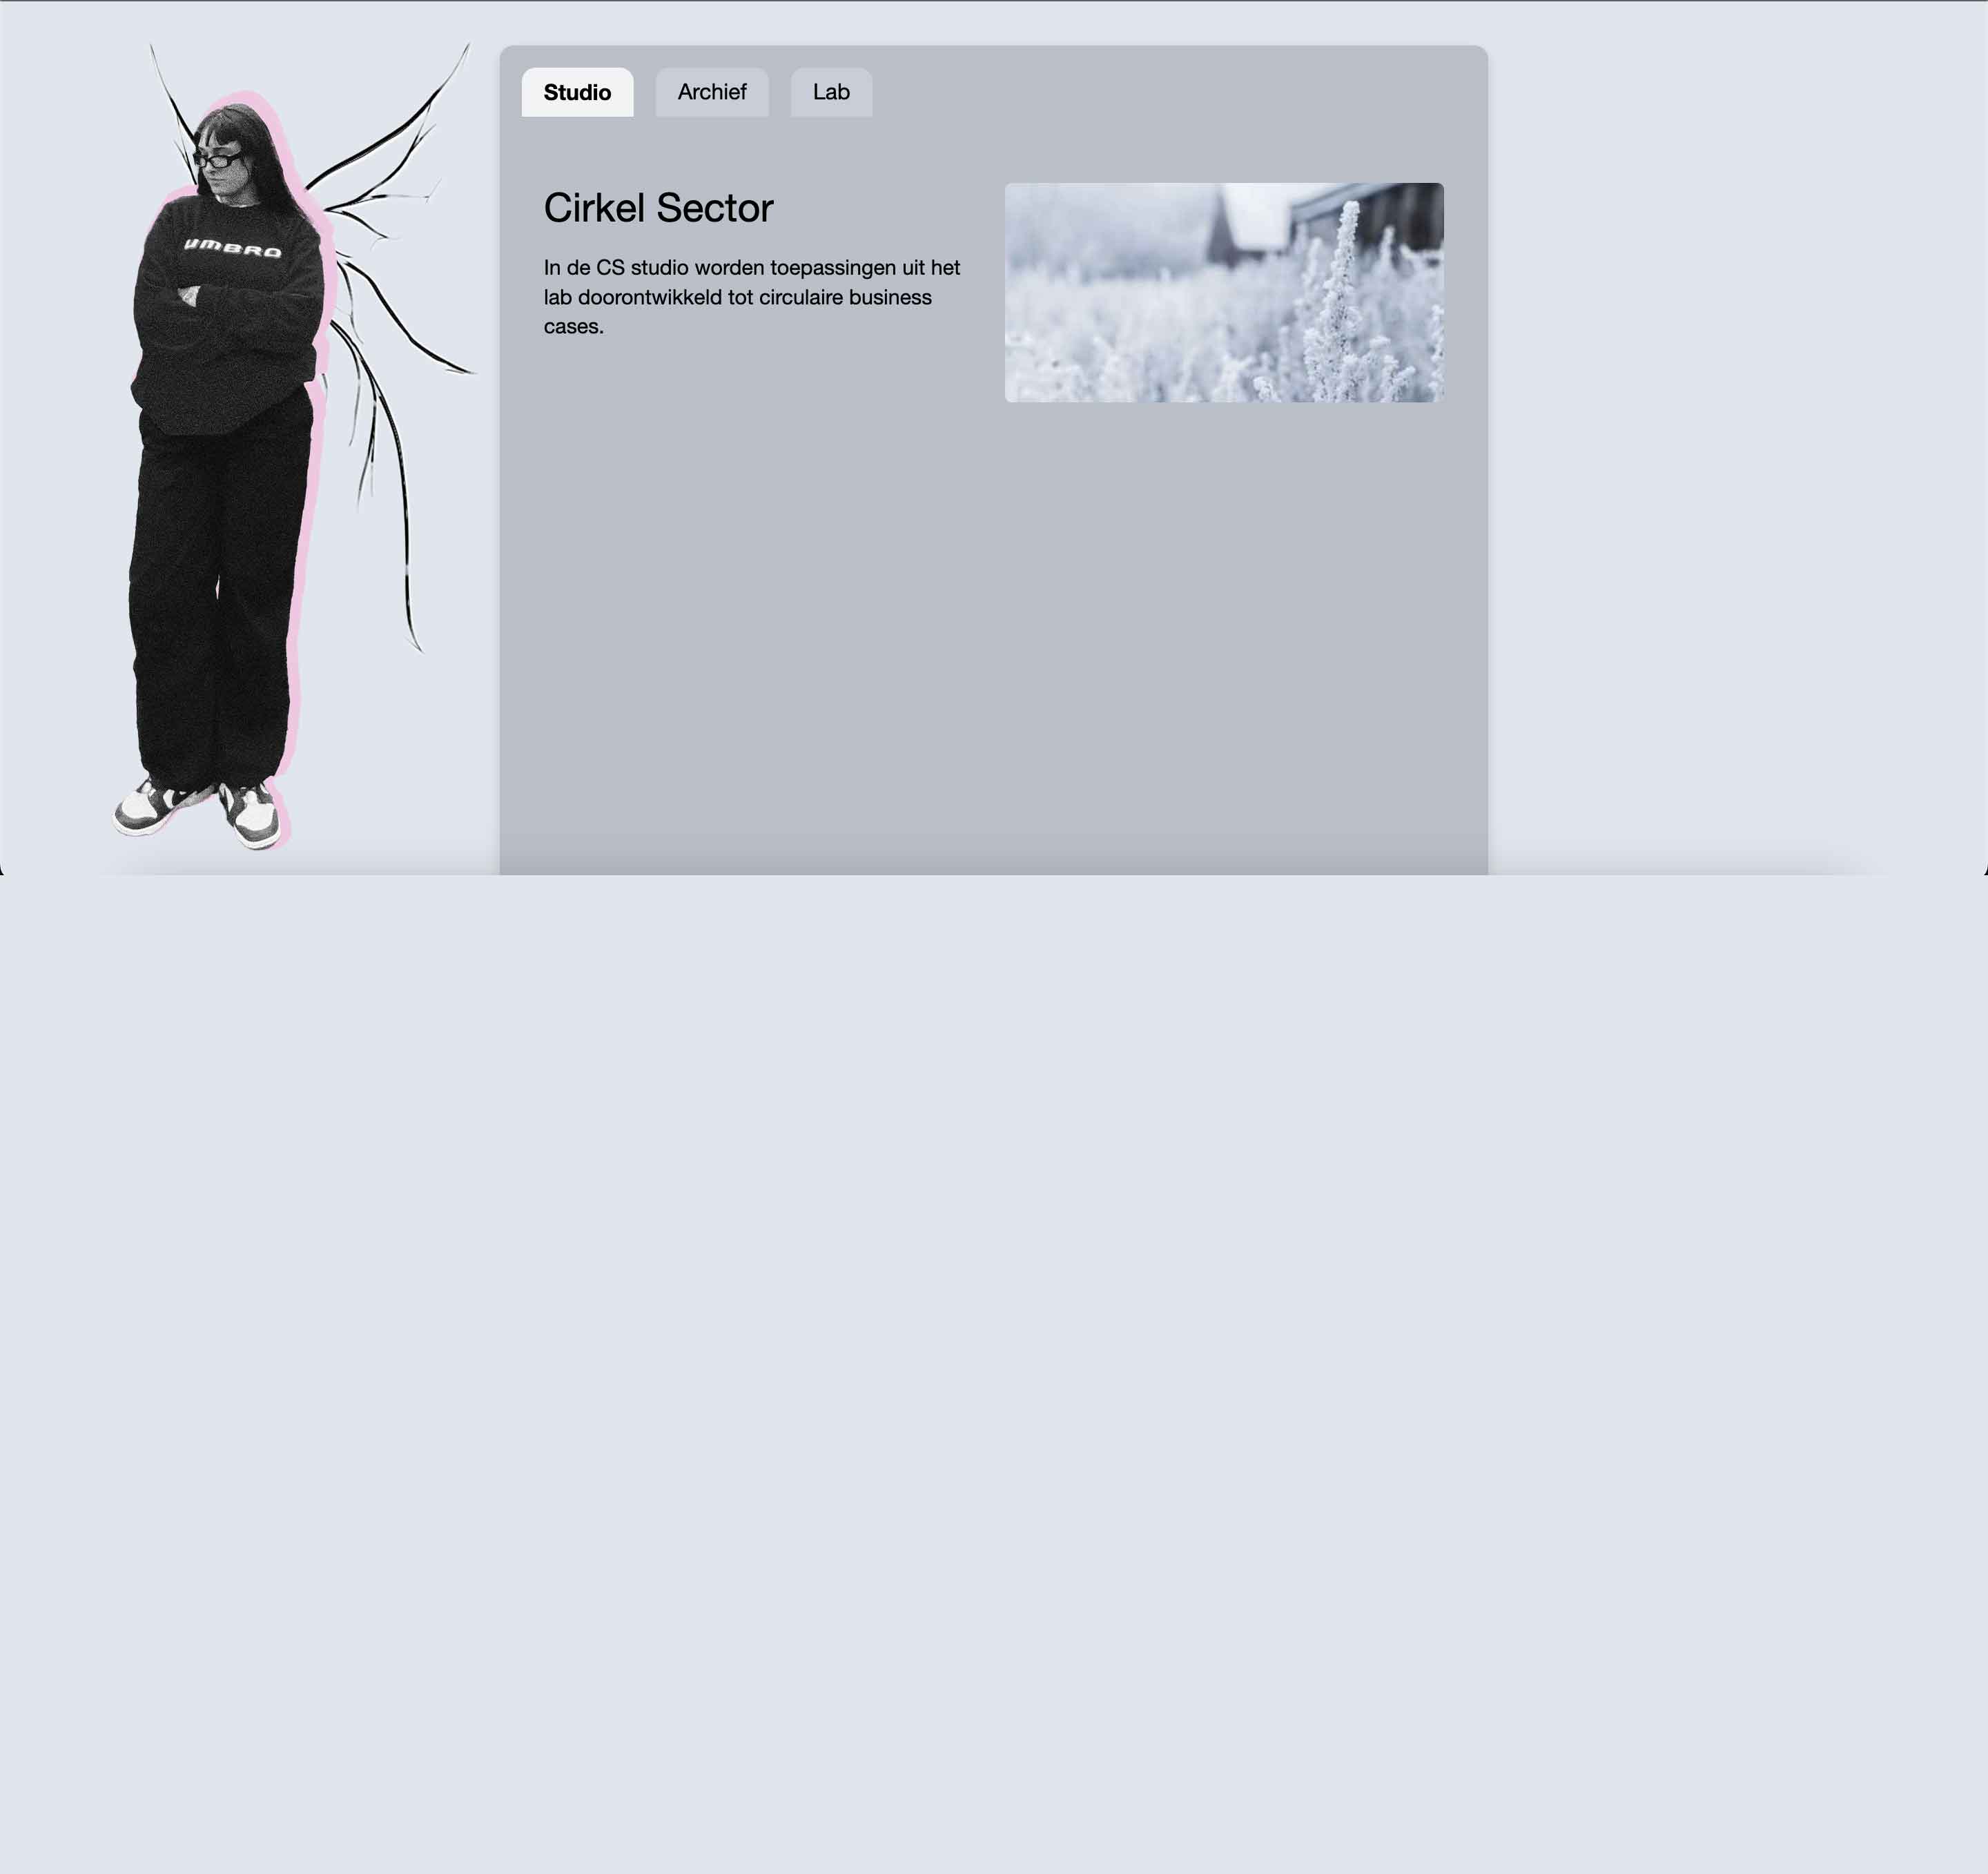 Studio
Archief
Lab
Cirkel Sector
In de CS studio worden toepassingen uit het
lab doorontwikkeld tot circulaire business
cases.
umbro